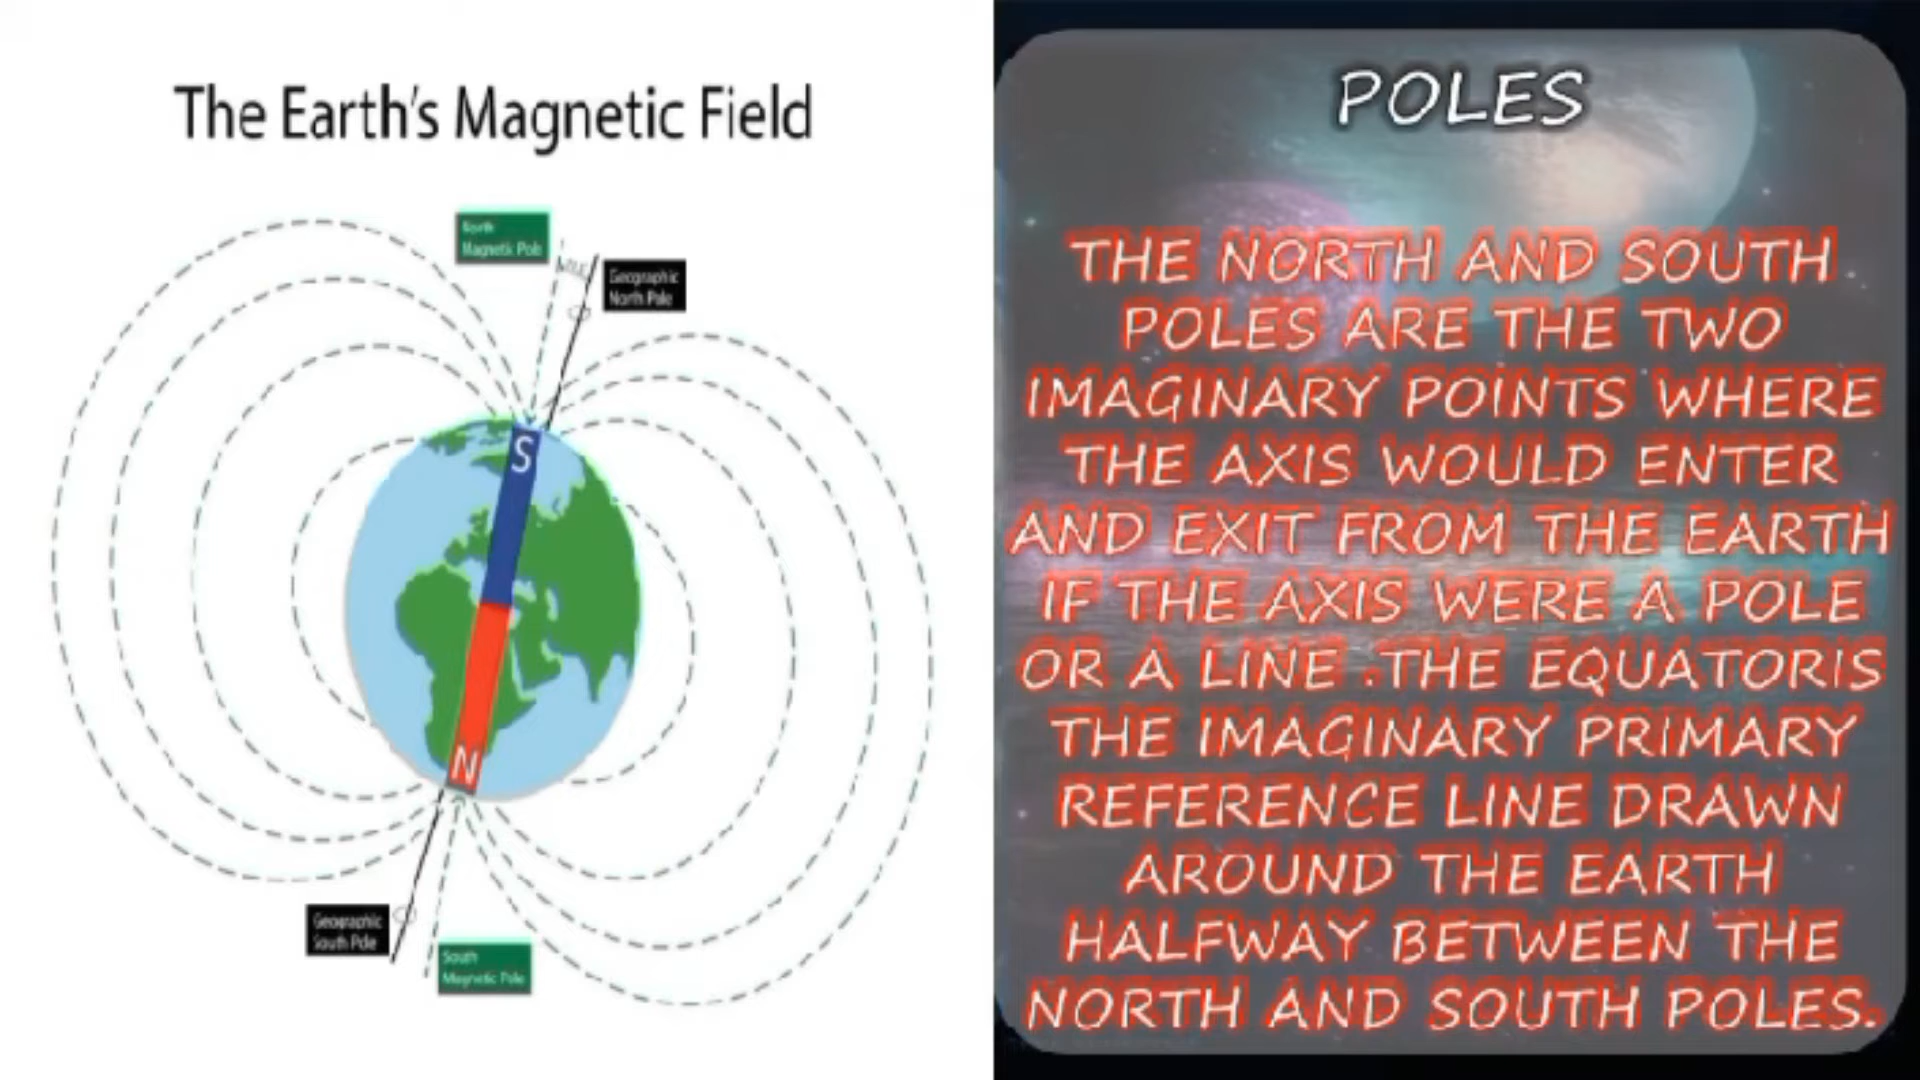 The Earth's Magnetic Field
North
Magnetic Pole
Geographic
North Pole
S
N
Geographic
South Pole
South
Magnetic Pole
POLES
THE NORTH AND SOUTH
POLES ARE THE TWO
IMAGINARY POINTS WHERE
THE AXIS WOULD ENTER
AND EXIT FROM THE EARTH
IF THE AXIS WERE A POLE
OR A LINE .THE EQUATORIS
THE IMAGINARY PRIMARY
REFERENCE LINE DRAWN
AROUND THE EARTH
HALFWAY BETWEEN THE
NORTH AND SOUTH POLES.